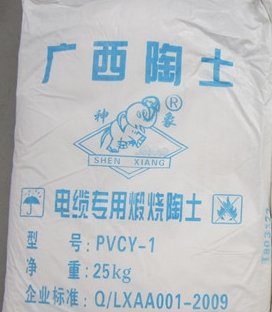 广西陶土
神象
®
SHEN XIANG
电缆专用煅烧陶土
型 号: PVCY-1
净 重: 25kg
企业标准: Q/LXAA001-2009